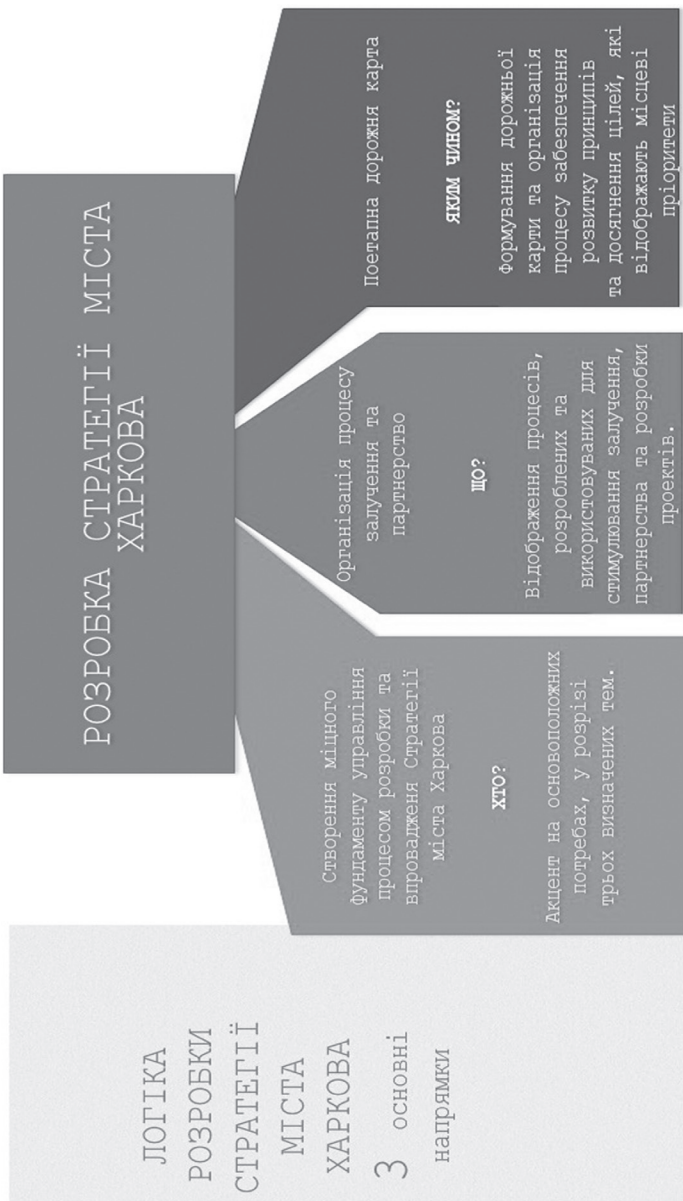 ЛОГІКА
РОЗРОБКИ
СТРАТЕГІЇ
МІСТА
ХАРКОВА
3 основні
напрямки
РОЗРОБКА СТРАТЕГІЇ МІСТА
ХАРКОВА
Створення міцного
фундаменту управління
процесом розробки та
впровадженя Стратегії
міста Харкова
ХТО?
Акцент на основоположних
потребах, у розрізі
трьох визначених тем.
Організація процесу
залучення та
партнерство
ЩО?
Відображення процесів,
розроблених та
використовуваних для
стимулювання залучення,
партнерства та розробки
проектів.
Поетапна дорожня карта
ЯКИМ ЧИНОМ?
Формування дорожньої
карти та організація
процесу забезпечення
розвитку принципів
та досягнення цілей, які
відображають місцеві
пріоритети